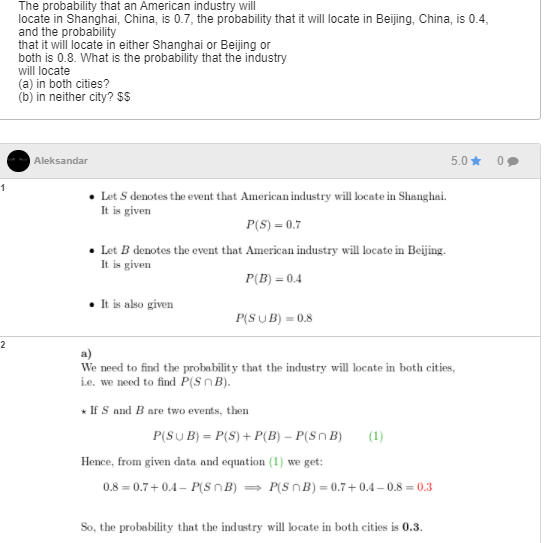 The probability that an American industry will
locate in Shanghai, China, is 0.7, the probability that it will locate in Beijing, China, is 0.4,
and the probability
that it will locate in either Shanghai or Beijing or
both is 0.8. What is the probability that the industry
will locate
(a) in both cities?
(b) in neither city? $$
Aleksandar 5.0 ★ 0
1
• Let S denotes the event that American industry will locate in Shanghai.
It is given
P(S) = 0.7
• Let B denotes the event that American industry will locate in Beijing.
It is given
P(B) = 0.4
• It is also given
P(S ∪ B) = 0.8
2
a)
We need to find the probability that the industry will locate in both cities,
i.e. we need to find P(S ∩ B).
⋆ If S and B are two events, then
P(S ∪ B) = P(S) + P(B) − P(S ∩ B) (1)
Hence, from given data and equation (1) we get:
0.8 = 0.7 + 0.4 − P(S ∩ B) ⟹ P(S ∩ B) = 0.7 + 0.4 − 0.8 = 0.3
So, the probability that the industry will locate in both cities is 0.3.